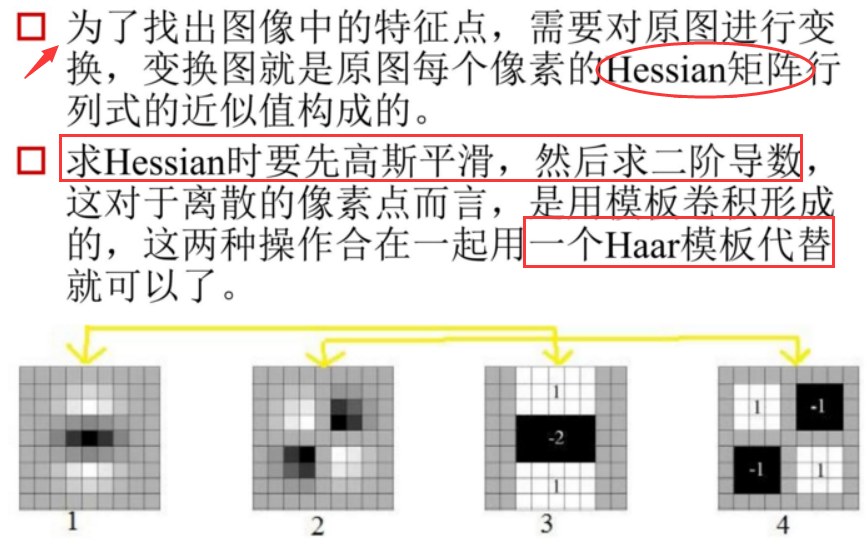 为了找出图像中的特征点，需要对原图进行变
换，变换图就是原图每个像素的Hessian矩阵行
列式的近似值构成的。
求Hessian时要先高斯平滑，然后求二阶导数，
这对于离散的像素点而言，是用模板卷积形成
的，这两种操作合在一起用一个Haar模板代替
就可以了。
1
-2
1
1 -1
-1 1
1 2 3 4